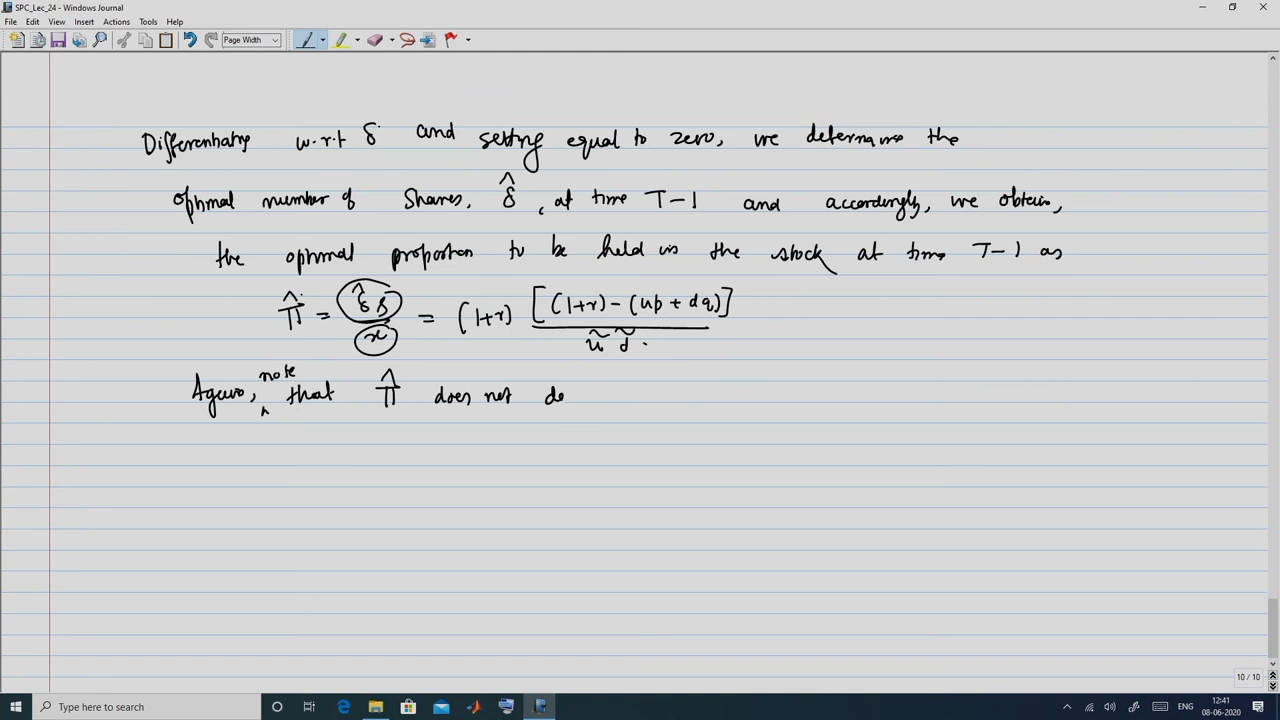 SPC_Lec_24 - Windows Journal
File Edit View Insert Actions Tools Help
Page Width
Differentiating w.r.t δ and setting equal to zero, we determine the
optimal number of shares, δ̂, at time T-1 and accordingly, we obtain,
the optimal proportion to be held in the stock at time T-1 as
π̂ = δ̂s/x = (1+r) [(1+r) - (up + dq)] / ũ d̃
Again, note that π̂ does not de
10 / 10
Type here to search
ENG
12:41
08-06-2020